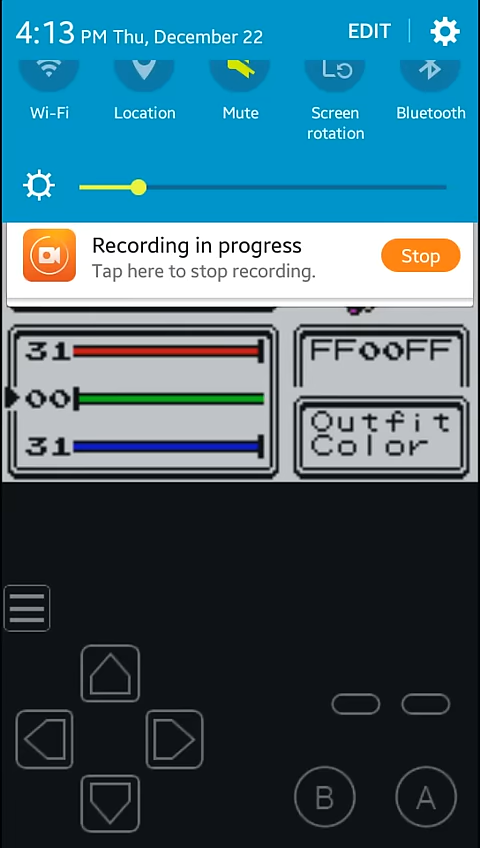 4:13 PM Thu, December 22 EDIT
Wi-Fi Location Mute Screen rotation Bluetooth
Recording in progress
Tap here to stop recording.
Stop
31
00
31
FF00FF
Outfit
Color
B A